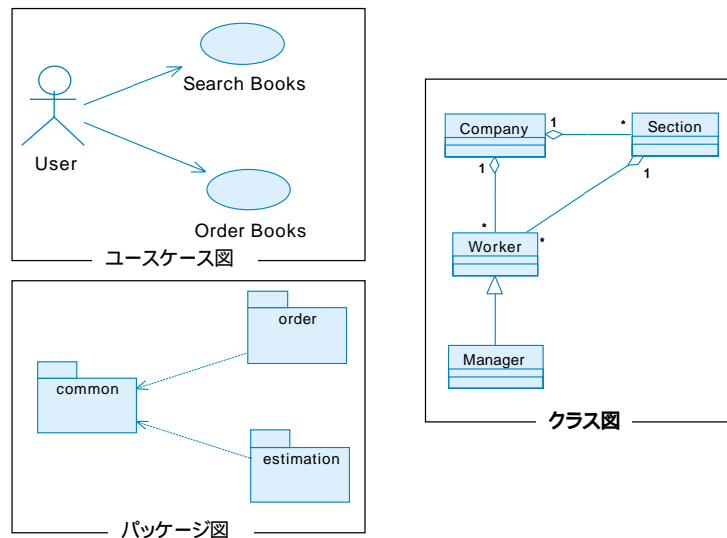 Search Books
User
Order Books
ユースケース図
order
common
estimation
パッケージ図
Company
1
*
Section
1
1
*
*
Worker
Manager
クラス図